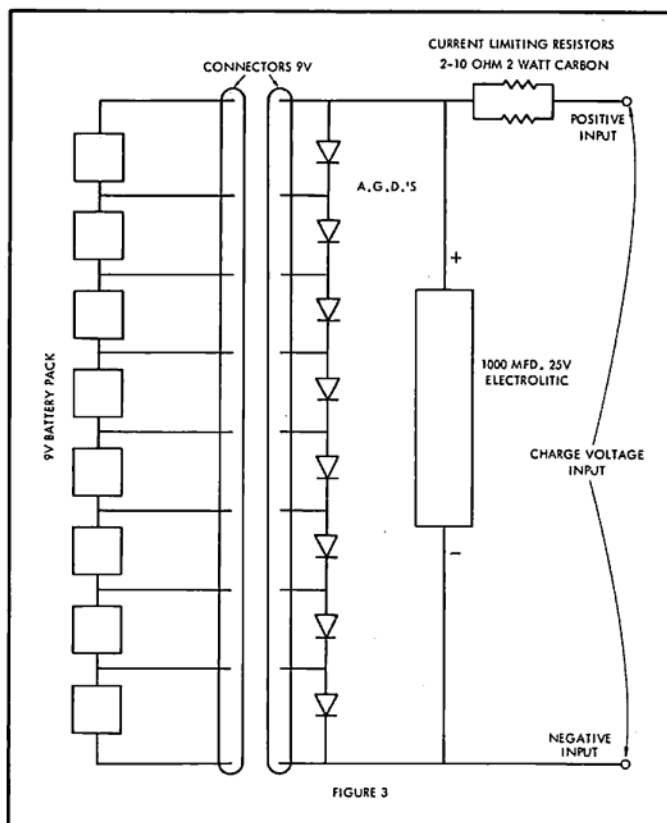 CURRENT LIMITING RESISTORS
2-10 OHM 2 WATT CARBON
CONNECTORS 9V
POSITIVE
INPUT
A.G.D.'S
+
9V BATTERY PACK
1000 MFD. 25V
ELECTROLITIC
CHARGE VOLTAGE
INPUT
-
NEGATIVE
INPUT
FIGURE 3